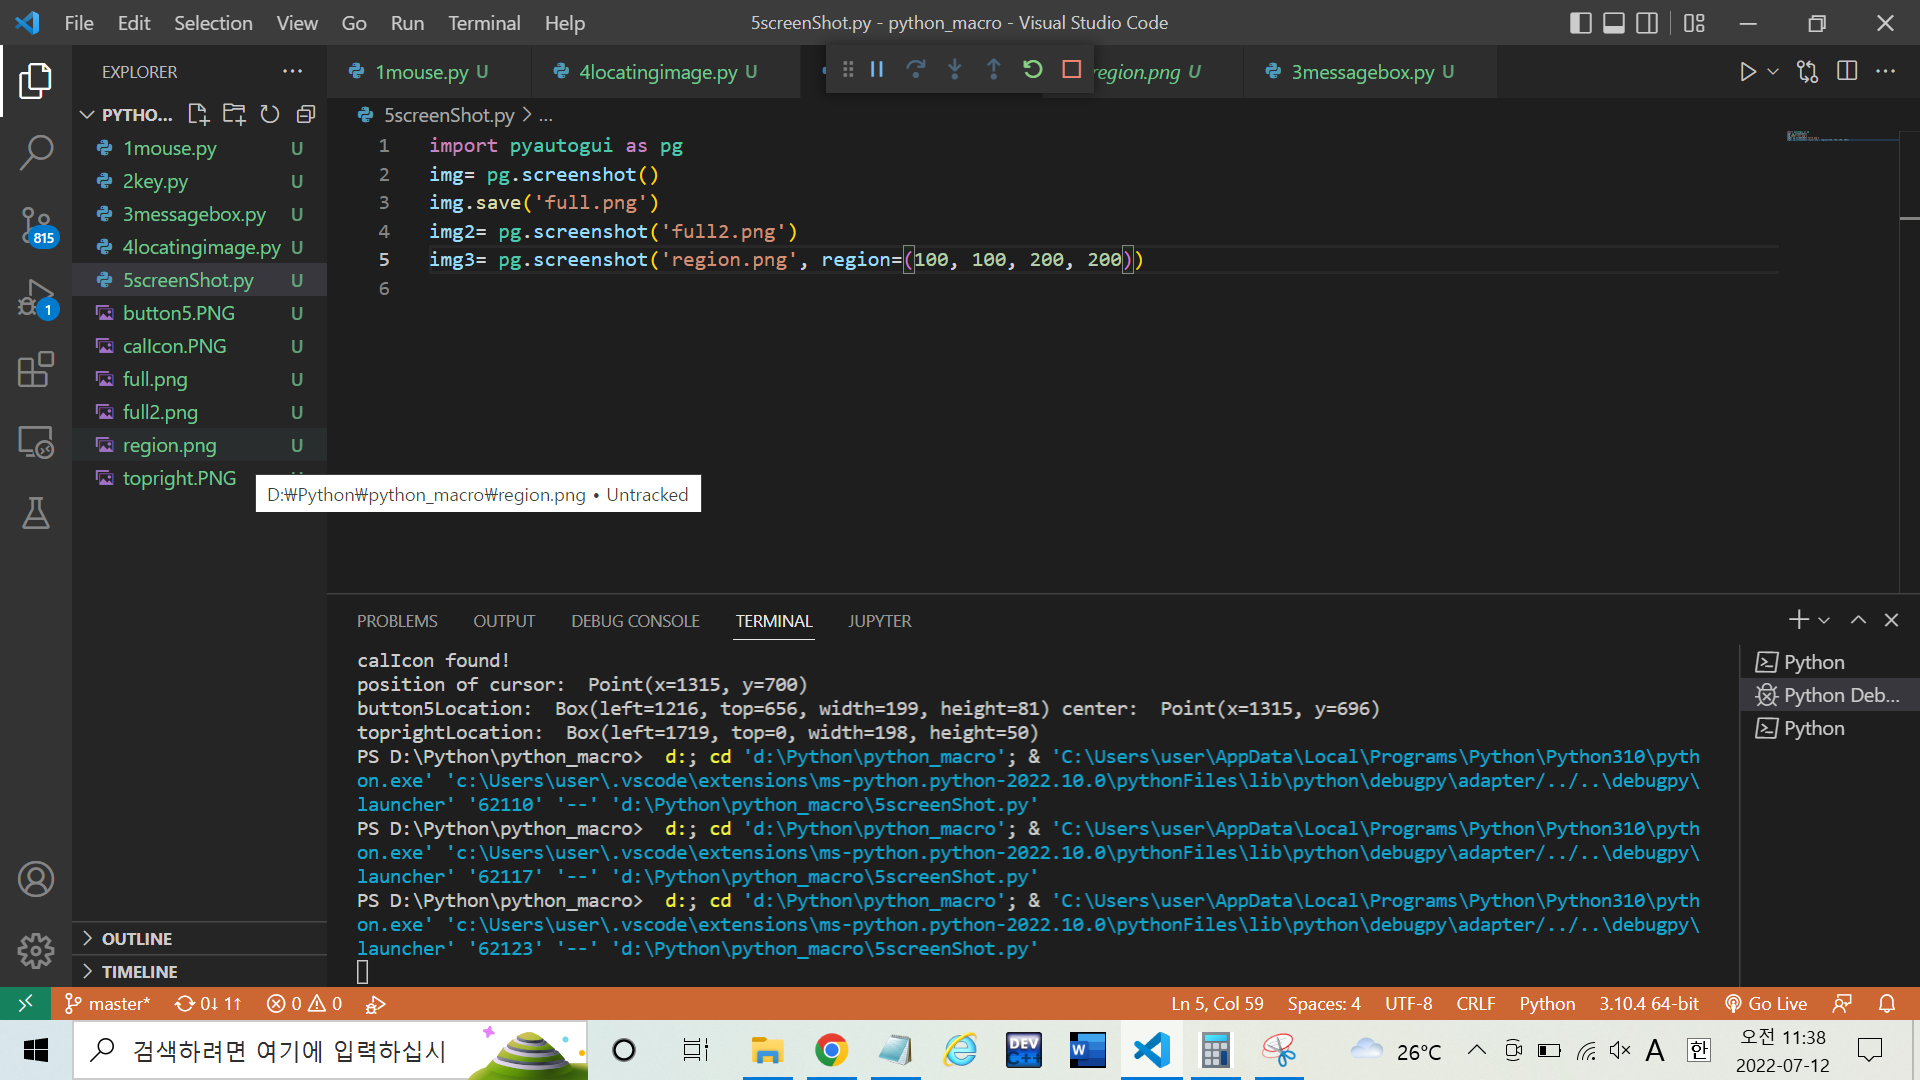 File Edit Selection View Go Run Terminal Help
5screenShot.py - python_macro - Visual Studio Code
EXPLORER
1mouse.py U
4locatingimage.py U
region.png U
3messagebox.py U
PYTHO...
5screenShot.py > ...
1mouse.py U
2key.py U
3messagebox.py U
4locatingimage.py U
5screenShot.py U
button5.PNG U
calIcon.PNG U
full.png U
full2.png U
region.png U
topright.PNG
815
1
1 import pyautogui as pg
2 img= pg.screenshot()
3 img.save('full.png')
4 img2= pg.screenshot('full2.png')
5 img3= pg.screenshot('region.png', region=(100, 100, 200, 200))
6
D:₩Python₩python_macro₩region.png • Untracked
PROBLEMS OUTPUT DEBUG CONSOLE TERMINAL JUPYTER
calIcon found!
position of cursor:  Point(x=1315, y=700)
button5Location:  Box(left=1216, top=656, width=199, height=81) center:  Point(x=1315, y=696)
toprightLocation:  Box(left=1719, top=0, width=198, height=50)
PS D:\Python\python_macro>  d:; cd 'd:\Python\python_macro'; & 'C:\Users\user\AppData\Local\Programs\Python\Python310\pyth
on.exe' 'c:\Users\user\.vscode\extensions\ms-python.python-2022.10.0\pythonFiles\lib\python\debugpy\adapter/../..\debugpy\
launcher' '62110' '--' 'd:\Python\python_macro\5screenShot.py'
PS D:\Python\python_macro>  d:; cd 'd:\Python\python_macro'; & 'C:\Users\user\AppData\Local\Programs\Python\Python310\pyth
on.exe' 'c:\Users\user\.vscode\extensions\ms-python.python-2022.10.0\pythonFiles\lib\python\debugpy\adapter/../..\debugpy\
launcher' '62117' '--' 'd:\Python\python_macro\5screenShot.py'
PS D:\Python\python_macro>  d:; cd 'd:\Python\python_macro'; & 'C:\Users\user\AppData\Local\Programs\Python\Python310\pyth
on.exe' 'c:\Users\user\.vscode\extensions\ms-python.python-2022.10.0\pythonFiles\lib\python\debugpy\adapter/../..\debugpy\
launcher' '62123' '--' 'd:\Python\python_macro\5screenShot.py'
Python
Python Deb...
Python
OUTLINE
TIMELINE
master* 0↓ 1↑ 0 0
Ln 5, Col 59 Spaces: 4 UTF-8 CRLF Python 3.10.4 64-bit Go Live
검색하려면 여기에 입력하십시
DEV C++
W
26°C
A
한
오전 11:38
2022-07-12